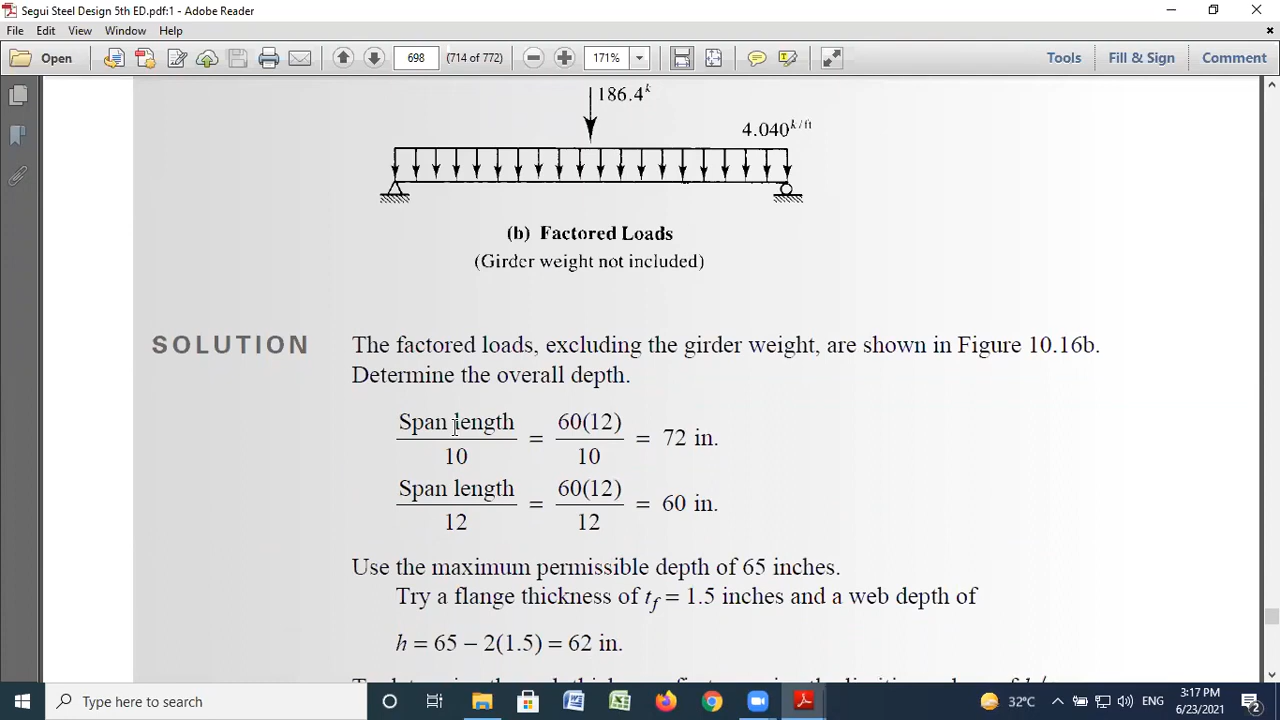 Segui Steel Design 5th ED.pdf:1 - Adobe Reader
File Edit View Window Help
Open 698 (714 of 772) 171% Tools Fill & Sign Comment
186.4k
4.040k/ft
(b) Factored Loads
(Girder weight not included)
SOLUTION
The factored loads, excluding the girder weight, are shown in Figure 10.16b.
Determine the overall depth.
Span length / 10 = 60(12) / 10 = 72 in.
Span length / 12 = 60(12) / 12 = 60 in.
Use the maximum permissible depth of 65 inches.
Try a flange thickness of tf = 1.5 inches and a web depth of
h = 65 − 2(1.5) = 62 in.
Type here to search
32°C ENG 3:17 PM
6/23/2021
2